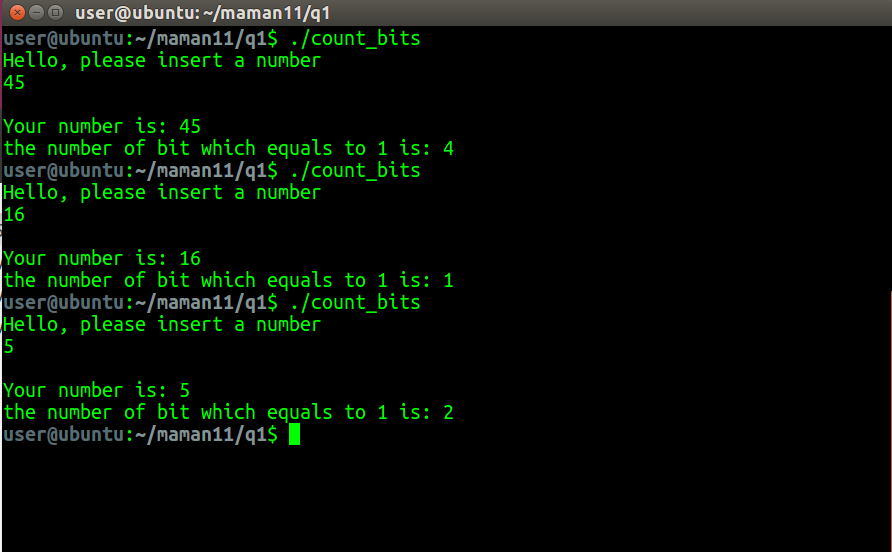 user@ubuntu: ~/maman11/q1
user@ubuntu:~/maman11/q1$ ./count_bits
Hello, please insert a number
45
Your number is: 45
the number of bit which equals to 1 is: 4
user@ubuntu:~/maman11/q1$ ./count_bits
Hello, please insert a number
16
Your number is: 16
the number of bit which equals to 1 is: 1
user@ubuntu:~/maman11/q1$ ./count_bits
Hello, please insert a number
5
Your number is: 5
the number of bit which equals to 1 is: 2
user@ubuntu:~/maman11/q1$